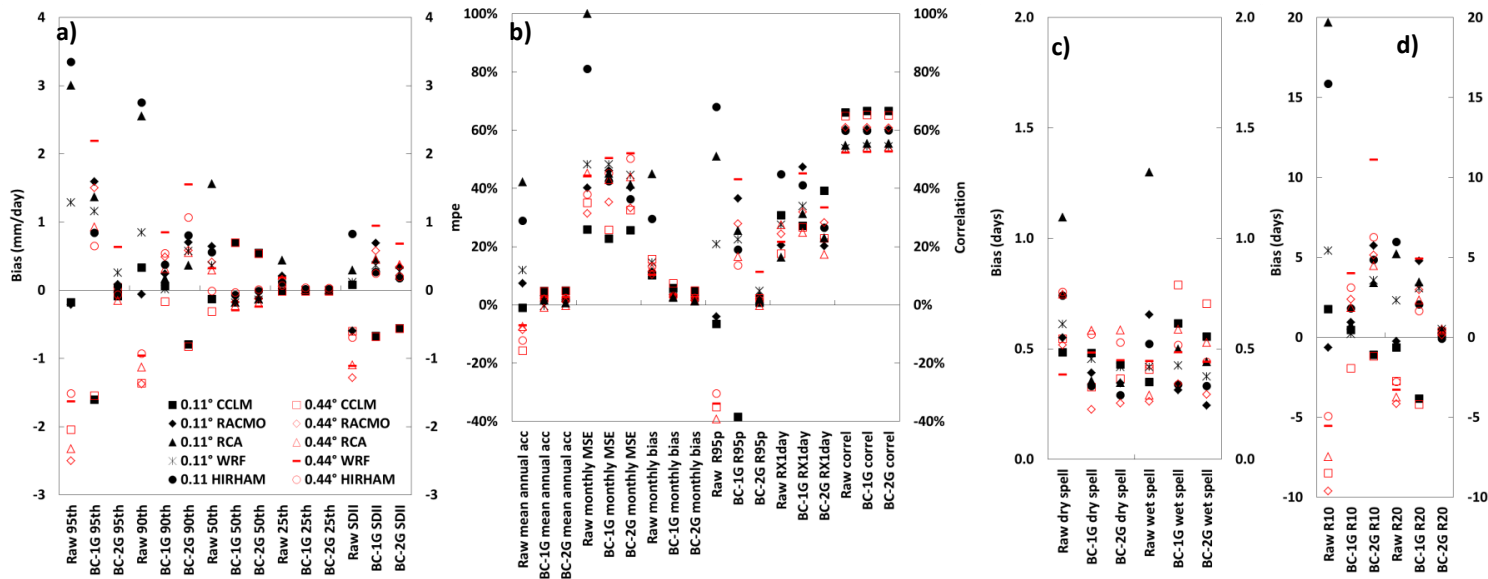 a)
4
3
2
1
0
-1
-2
-3
Bias (mm/day)
4
3
2
1
0
-1
-2
-3
0.11° CCLM
0.44° CCLM
0.11° RACMO
0.44° RACMO
0.11° RCA
0.44° RCA
0.11° WRF
0.44° WRF
0.11 HIRHAM
0.44° HIRHAM
Raw 95th
BC-1G 95th
BC-2G 95th
Raw 90th
BC-1G 90th
BC-2G 90th
Raw 50th
BC-1G 50th
BC-2G 50th
Raw 25th
BC-1G 25th
BC-2G 25th
Raw SDII
BC-1G SDII
BC-2G SDII
b)
mpe
100%
80%
60%
40%
20%
0%
-20%
-40%
100%
80%
60%
40%
20%
0%
-20%
-40%
Correlation
Raw mean annual acc
BC-1G mean annual acc
BC-2G mean annual acc
Raw monthly MSE
BC-1G monthly MSE
BC-2G monthly MSE
Raw monthly bias
BC-1G monthly bias
BC-2G monthly bias
Raw R95p
BC-1G R95p
BC-2G R95p
Raw RX1day
BC-1G RX1day
BC-2G RX1day
Raw correl
BC-1G correl
BC-2G correl
c)
Bias (days)
2.0
1.5
1.0
0.5
0.0
2.0
1.5
1.0
0.5
0.0
Raw dry spell
BC-1G dry spell
BC-2G dry spell
Raw wet spell
BC-1G wet spell
BC-2G wet spell
d)
Bias (days)
20
15
10
5
0
-5
-10
20
15
10
5
0
-5
-10
Raw R10
BC-1G R10
BC-2G R10
Raw R20
BC-1G R20
BC-2G R20